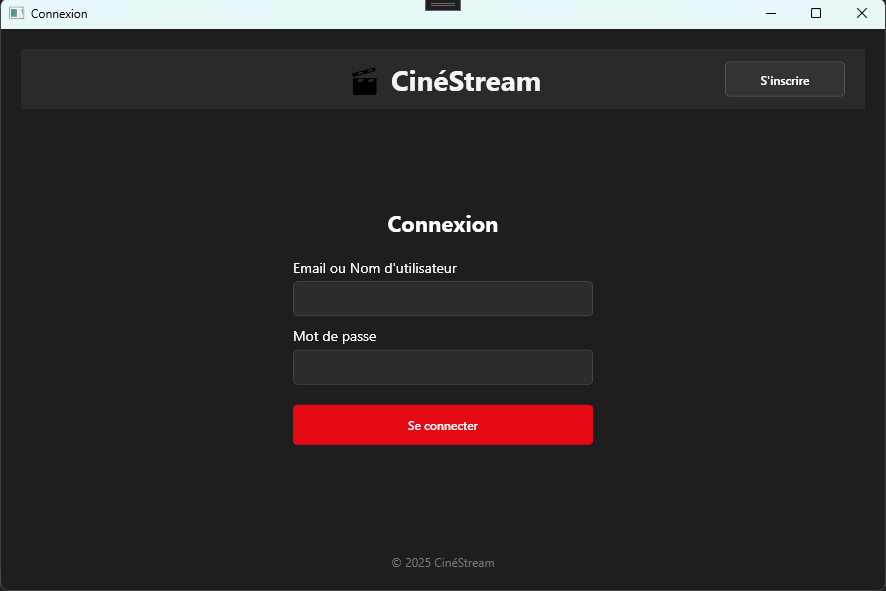 Connexion
CinéStream
S'inscrire
Connexion
Email ou Nom d'utilisateur
Mot de passe
Se connecter
© 2025 CinéStream